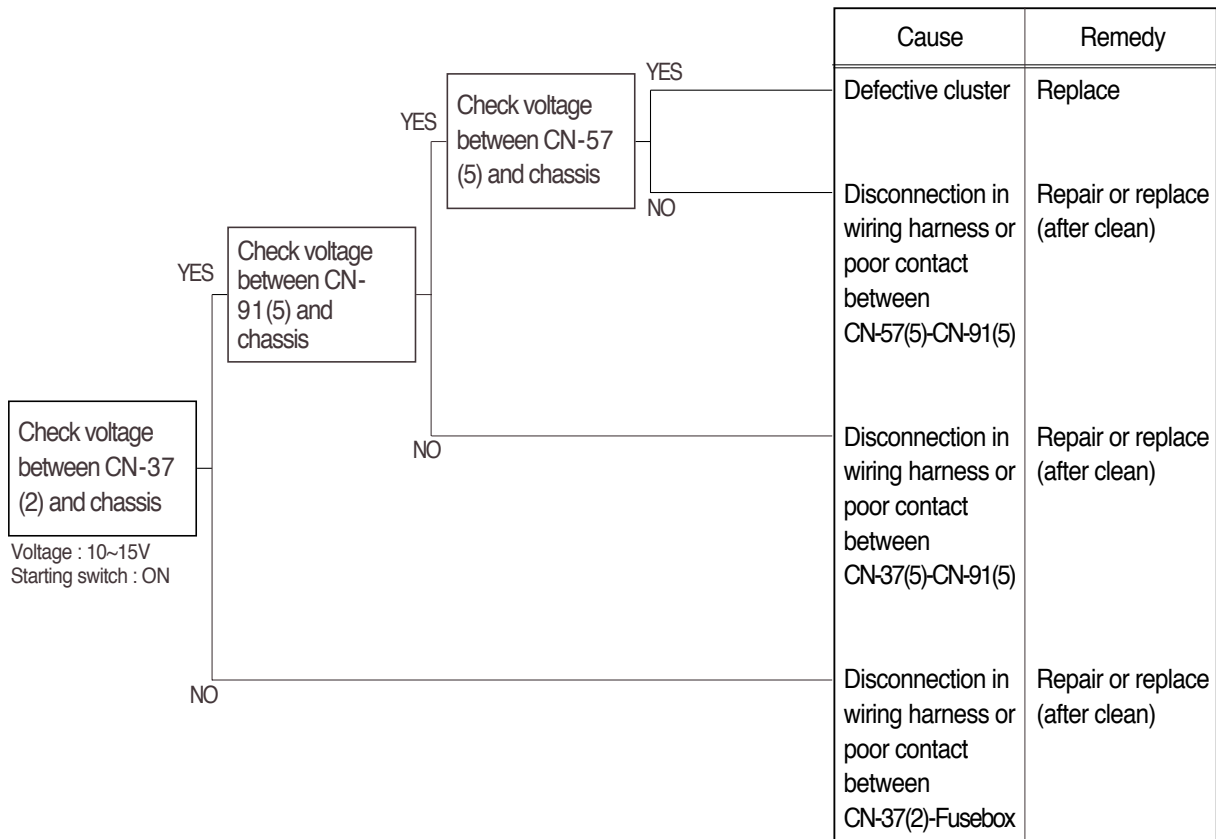 Cause
Remedy
YES
Defective cluster
Replace
Check voltage
between CN-57
(5) and chassis
YES
NO
Disconnection in
wiring harness or
poor contact
between
CN-57(5)-CN-91(5)
Repair or replace
(after clean)
Check voltage
between CN-
91(5) and
chassis
YES
NO
Disconnection in
wiring harness or
poor contact
between
CN-37(5)-CN-91(5)
Repair or replace
(after clean)
Check voltage
between CN-37
(2) and chassis
Voltage : 10~15V
Starting switch : ON
NO
Disconnection in
wiring harness or
poor contact
between
CN-37(2)-Fusebox
Repair or replace
(after clean)